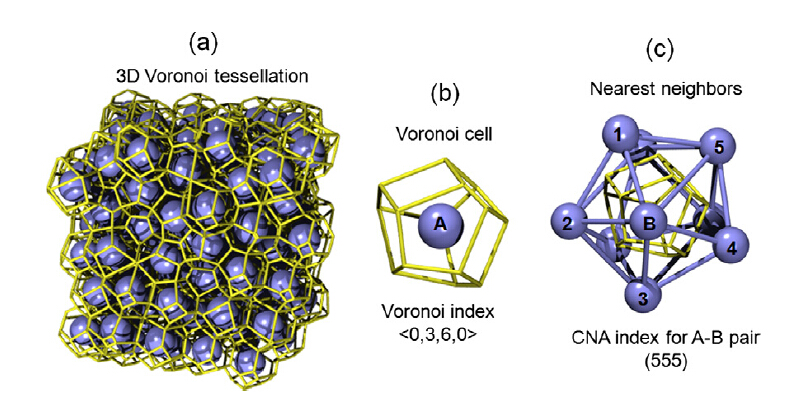 (a)
3D Voronoi tessellation
(b)
Voronoi cell
A
Voronoi index
<0,3,6,0>
(c)
Nearest neighbors
1
5
2
B
4
3
CNA index for A-B pair
(555)